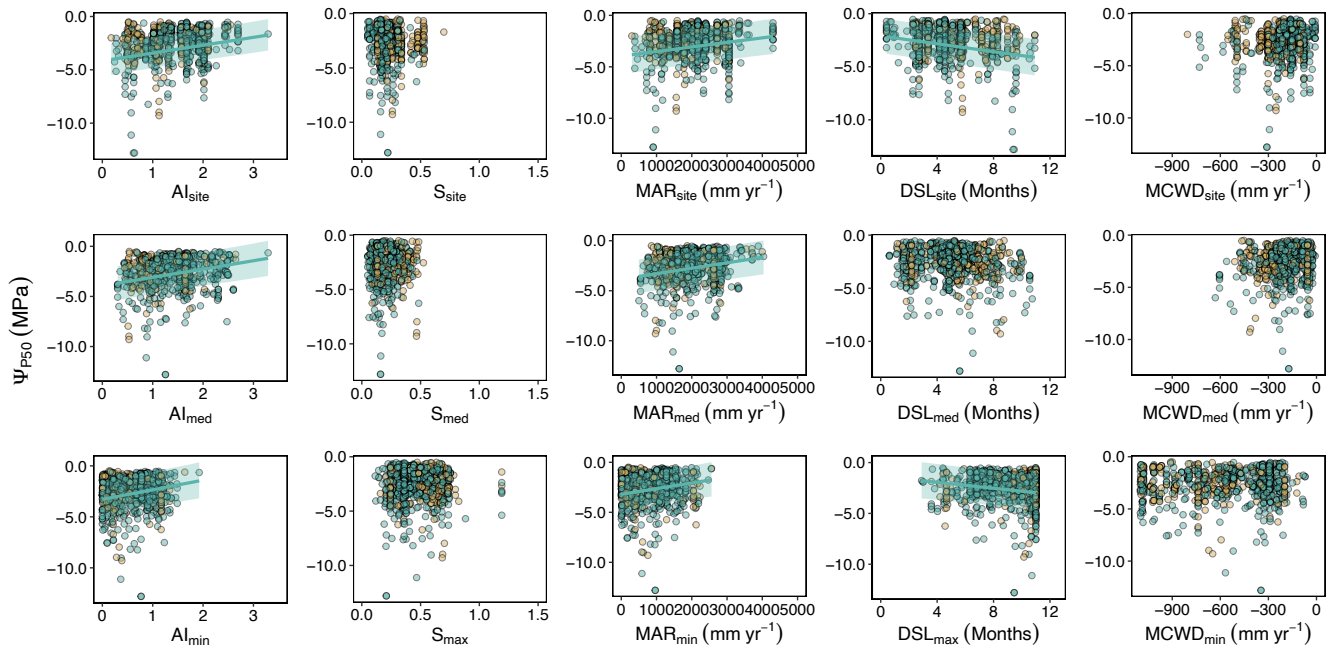 0.0 0.0 0.0 0.0 0.0
−5.0 −5.0 −5.0 −5.0 −5.0
−10.0 −10.0 −10.0 −10.0 −10.0
0 1 2 3 0.0 0.5 1.0 1.5 0 1000 2000 3000 4000 5000 0 4 8 12 −900 −600 −300 0
AIsite Ssite MARsite (mm yr−1) DSLsite (Months) MCWDsite (mm yr−1)
ΨP50 (MPa)
0.0 0.0 0.0 0.0 0.0
−5.0 −5.0 −5.0 −5.0 −5.0
−10.0 −10.0 −10.0 −10.0 −10.0
0 1 2 3 0.0 0.5 1.0 1.5 0 1000 2000 3000 4000 5000 0 4 8 12 −900 −600 −300 0
AImed Smed MARmed (mm yr−1) DSLmed (Months) MCWDmed (mm yr−1)
0.0 0.0 0.0 0.0 0.0
−5.0 −5.0 −5.0 −5.0 −5.0
−10.0 −10.0 −10.0 −10.0 −10.0
0 1 2 3 0.0 0.5 1.0 1.5 0 1000 2000 3000 4000 5000 0 4 8 12 −900 −600 −300 0
AImin Smax MARmin (mm yr−1) DSLmax (Months) MCWDmin (mm yr−1)